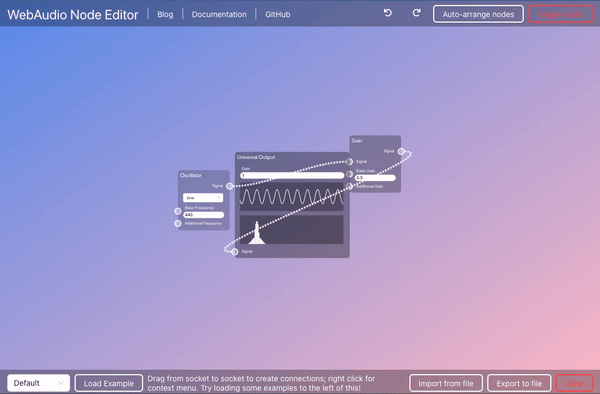 WebAudio Node Editor
Blog
Documentation
GitHub
Auto-arrange nodes
Toggle Audio
Gain
Signal
Signal
Base Gain
0.5
Additional Gain
Universal Output
Gain
1
Signal
Oscillator
Signal
sine
Base Frequency
440
Additional Frequency
Default
Load Example
Drag from socket to socket to create connections; right click for
context menu. Try loading some examples to the left of this!
Import from file
Export to file
Clear